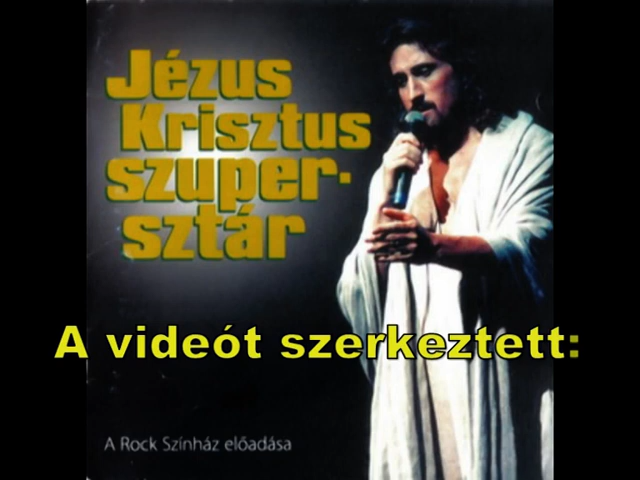 Jézus
Krisztus
szuper-
sztár
A videót szerkeztett:
A Rock Színház előadása